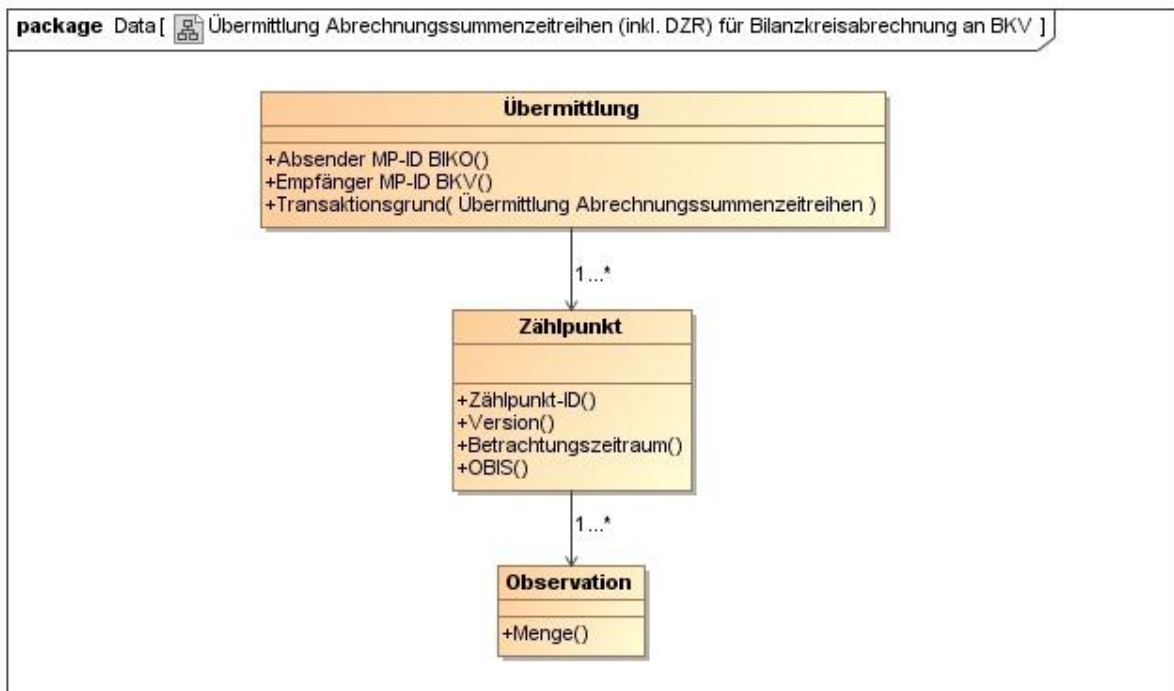 package Data [ Übermittlung Abrechnungssummenzeitreihen (inkl. DZR) für Bilanzkreisabrechnung an BKV ]
Übermittlung
+Absender MP-ID BIKO()
+Empfänger MP-ID BKV()
+Transaktionsgrund( Übermittlung Abrechnungssummenzeitreihen )
1...*
Zählpunkt
+Zählpunkt-ID()
+Version()
+Betrachtungszeitraum()
+OBIS()
1...*
Observation
+Menge()